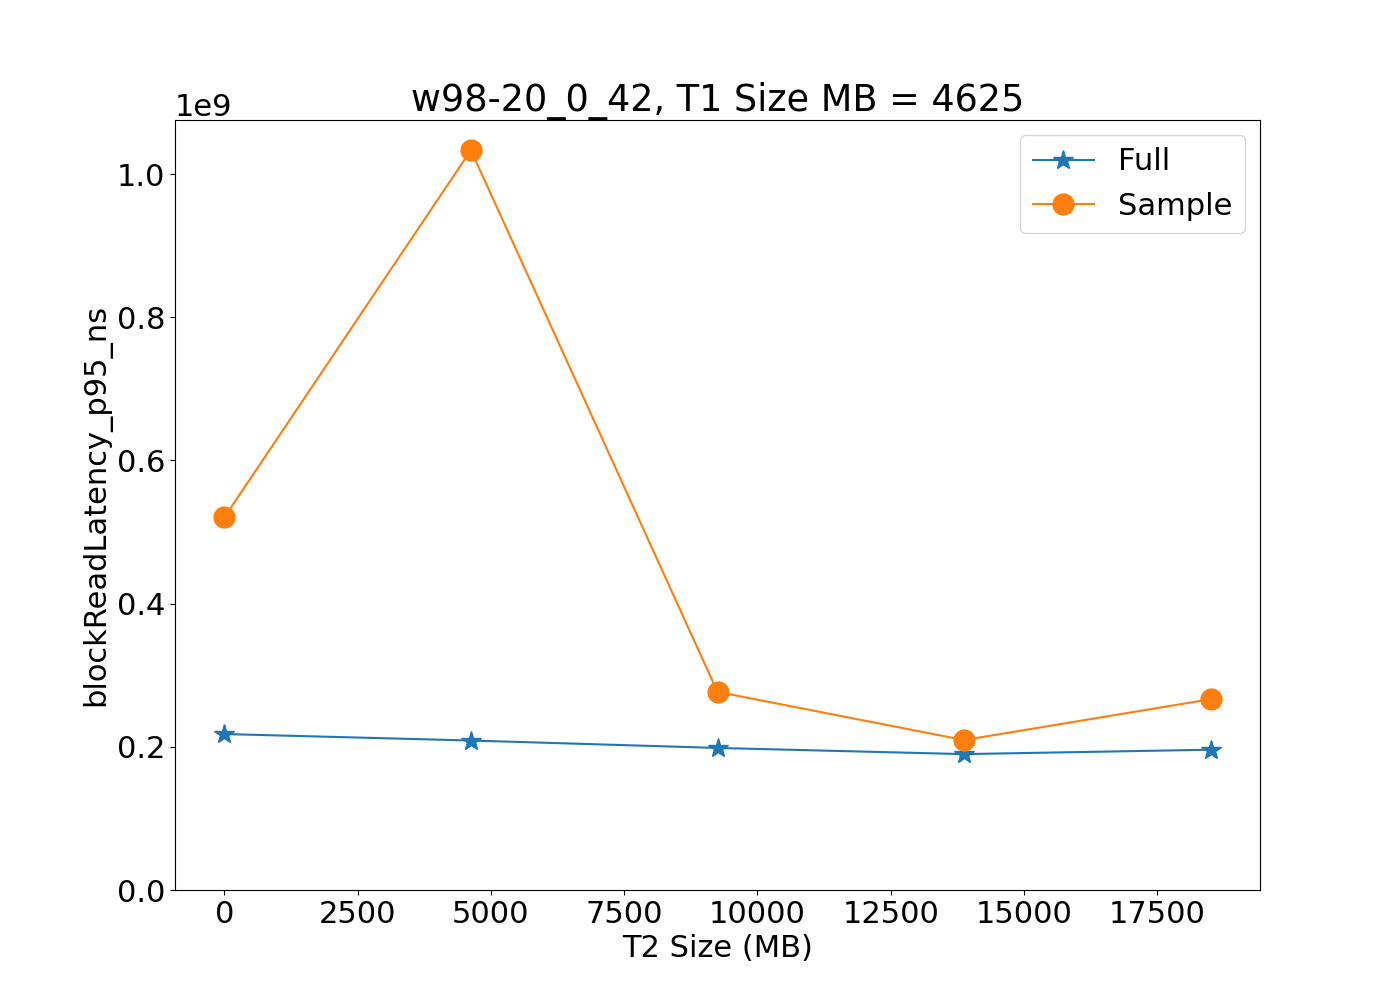 w98-20_0_42, T1 Size MB = 4625
1e9
Full
Sample
1.0
0.8
0.6
0.4
0.2
0.0
blockReadLatency_p95_ns
0 2500 5000 7500 10000 12500 15000 17500
T2 Size (MB)